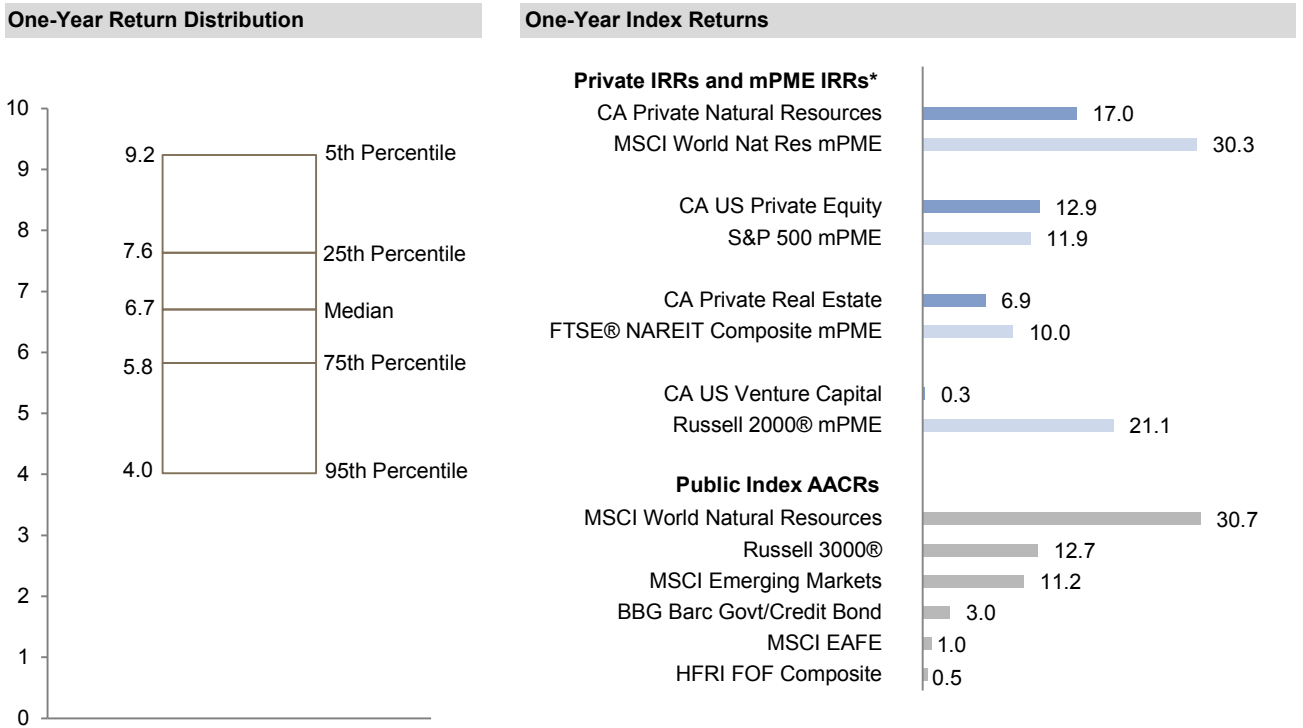 One-Year Return Distribution
10
9
8
7
6
5
4
3
2
1
0
9.2 5th Percentile
7.6 25th Percentile
6.7 Median
5.8 75th Percentile
4.0 95th Percentile
One-Year Index Returns
Private IRRs and mPME IRRs*
CA Private Natural Resources 17.0
MSCI World Nat Res mPME 30.3
CA US Private Equity 12.9
S&P 500 mPME 11.9
CA Private Real Estate 6.9
FTSE® NAREIT Composite mPME 10.0
CA US Venture Capital 0.3
Russell 2000® mPME 21.1
Public Index AACRs
MSCI World Natural Resources 30.7
Russell 3000® 12.7
MSCI Emerging Markets 11.2
BBG Barc Govt/Credit Bond 3.0
MSCI EAFE 1.0
HFRI FOF Composite 0.5